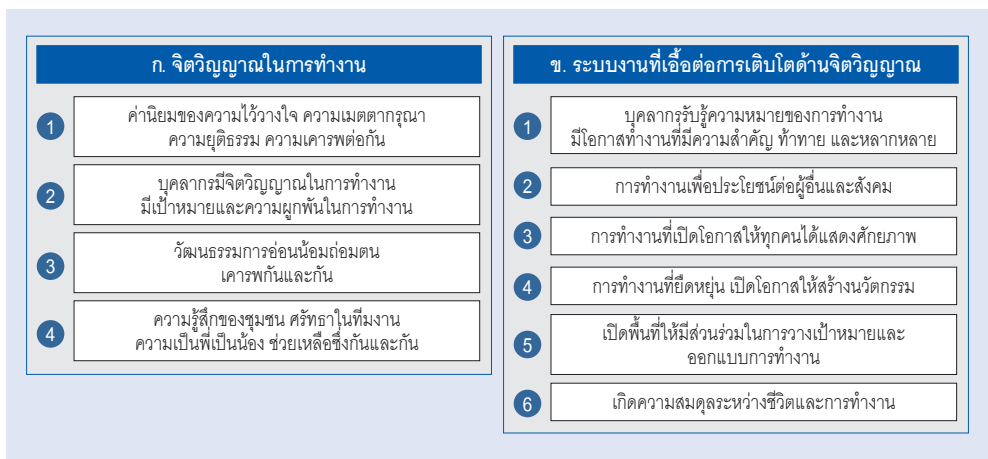 ก. จิตวิญญาณในการทำงาน
1
ค่านิยมของความไว้วางใจ ความเมตตากรุณา
ความยุติธรรม ความเคารพต่อกัน
2
บุคลากรมีจิตวิญญาณในการทำงาน
มีเป้าหมายและความผูกพันในการทำงาน
3
วัฒนธรรมการอ่อนน้อมถ่อมตน
เคารพกันและกัน
4
ความรู้สึกของชุมชน ศรัทธาในทีมงาน
ความเป็นพี่เป็นน้อง ช่วยเหลือซึ่งกันและกัน
ข. ระบบงานที่เอื้อต่อการเติบโตด้านจิตวิญญาณ
1
บุคลากรรับรู้ความหมายของการทำงาน
มีโอกาสทำงานที่มีความสำคัญ ท้าทาย และหลากหลาย
2
การทำงานเพื่อประโยชน์ต่อผู้อื่นและสังคม
3
การทำงานที่เปิดโอกาสให้ทุกคนได้แสดงศักยภาพ
4
การทำงานที่ยืดหยุ่น เปิดโอกาสให้สร้างนวัตกรรม
5
เปิดพื้นที่ให้มีส่วนร่วมในการวางเป้าหมายและ
ออกแบบการทำงาน
6
เกิดความสมดุลระหว่างชีวิตและการทำงาน